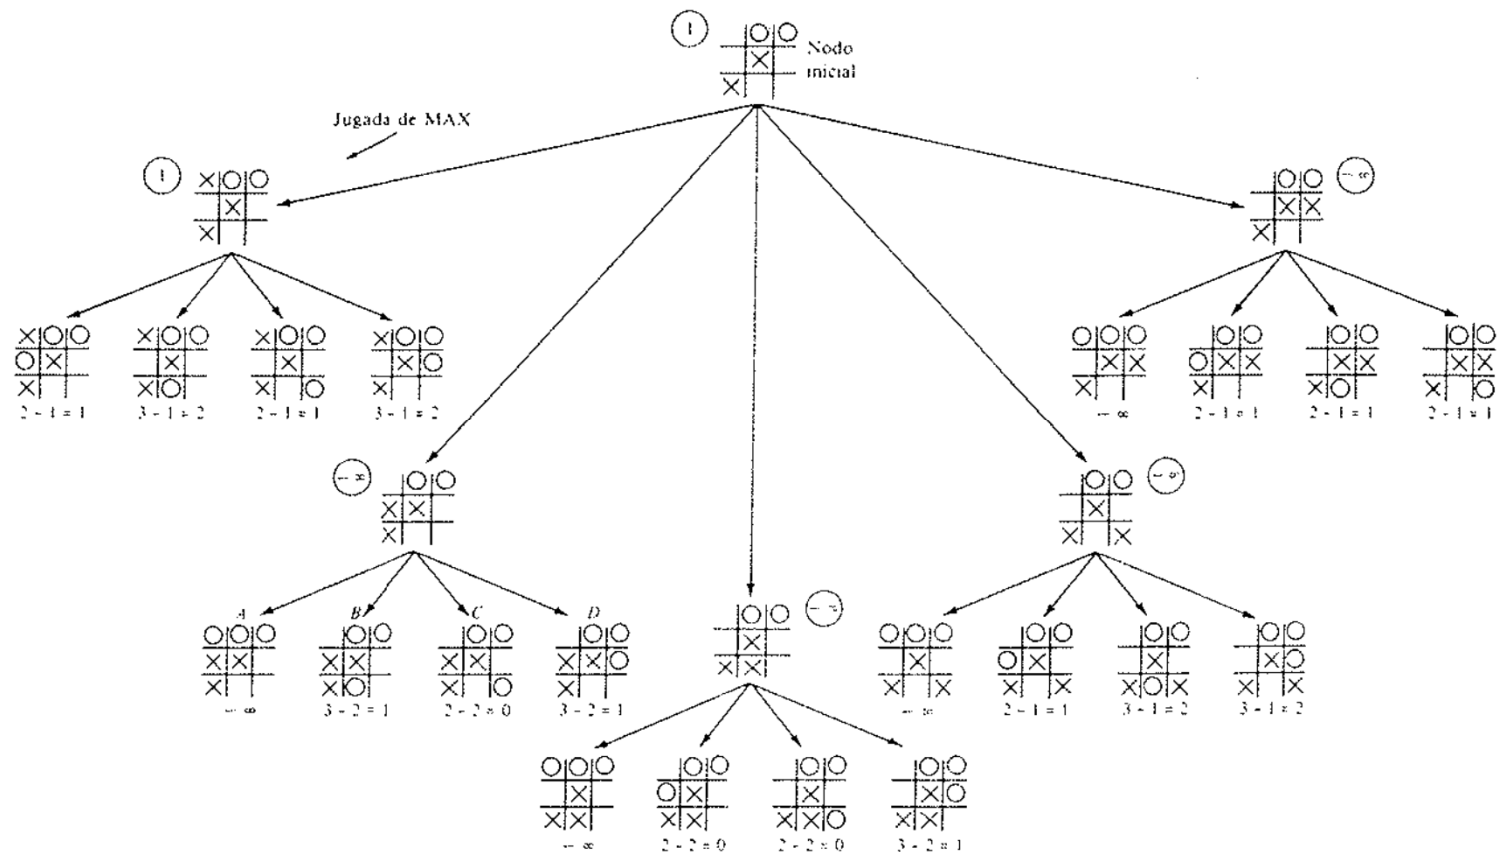 1
Nodo
inicial
Jugada de MAX
1
- ∞
2 - 1 = 1
3 - 1 = 2
2 - 1 = 1
3 - 1 = 2
- ∞
2 - 1 = 1
2 - 1 = 1
2 - 1 = 1
- ∞
A
B
C
D
- ∞
3 - 2 = 1
2 - 2 = 0
3 - 2 = 1
- ∞
2 - 1 = 1
3 - 1 = 2
3 - 1 = 2
- ∞
2 - 2 = 0
2 - 2 = 0
3 - 2 = 1